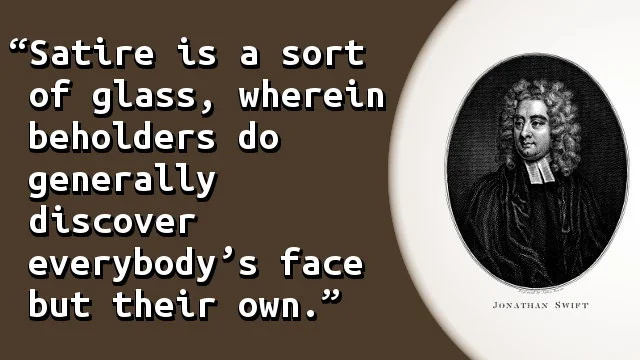 “Satire is a sort
of glass, wherein
beholders do
generally
discover
everybody’s face
but their own.”
JONATHAN SWIFT